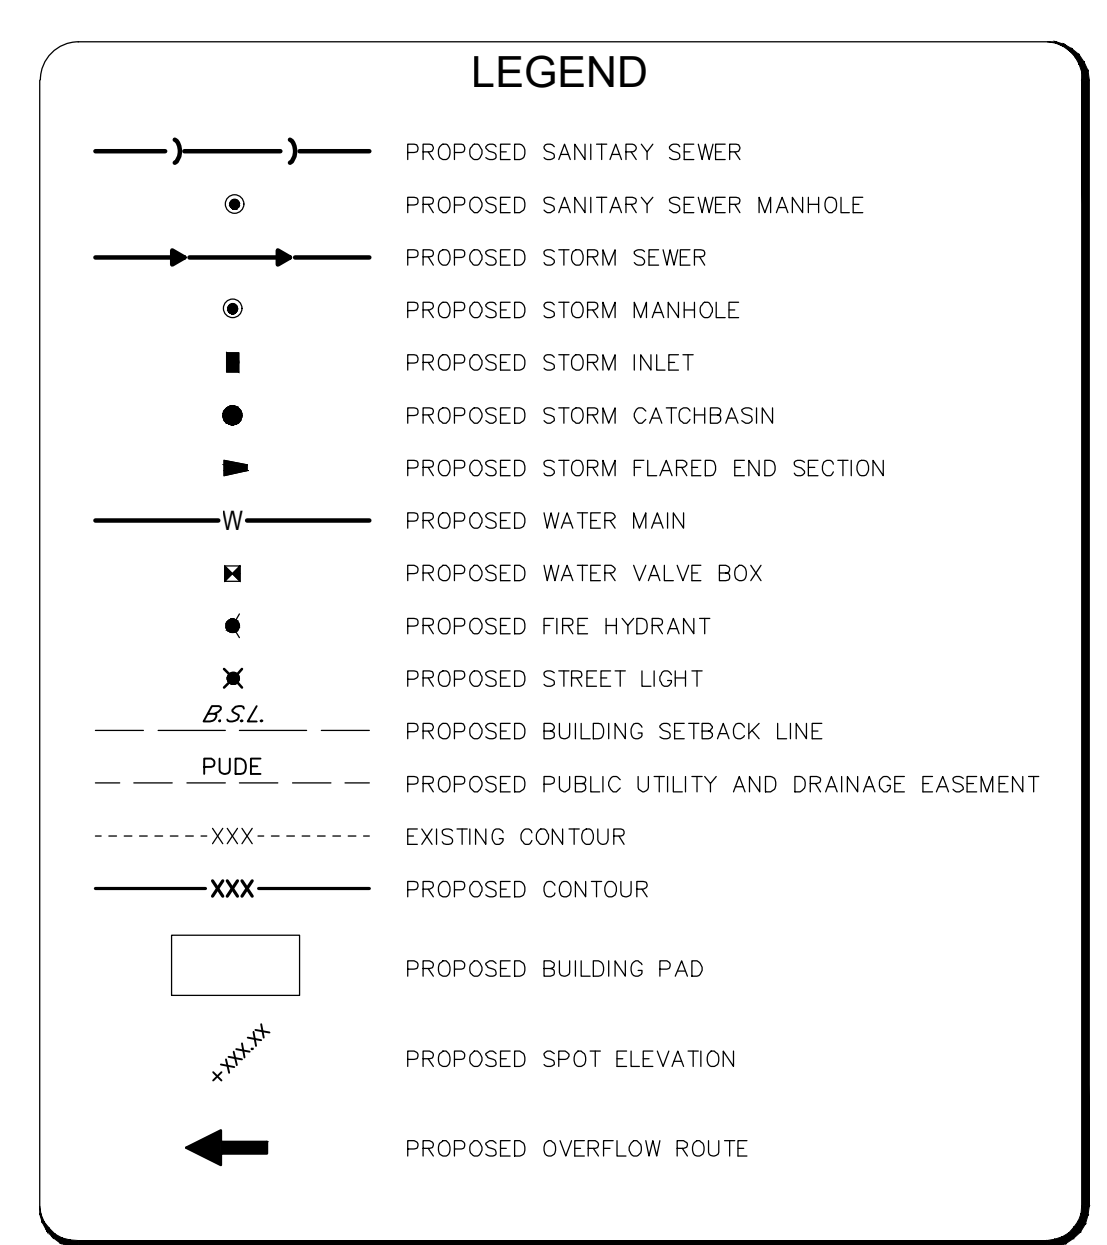 LEGEND
PROPOSED SANITARY SEWER
PROPOSED SANITARY SEWER MANHOLE
PROPOSED STORM SEWER
PROPOSED STORM MANHOLE
PROPOSED STORM INLET
PROPOSED STORM CATCHBASIN
PROPOSED STORM FLARED END SECTION
W PROPOSED WATER MAIN
PROPOSED WATER VALVE BOX
PROPOSED FIRE HYDRANT
PROPOSED STREET LIGHT
B.S.L. PROPOSED BUILDING SETBACK LINE
PUDE PROPOSED PUBLIC UTILITY AND DRAINAGE EASEMENT
XXX EXISTING CONTOUR
XXX PROPOSED CONTOUR
PROPOSED BUILDING PAD
+XXX.XX PROPOSED SPOT ELEVATION
PROPOSED OVERFLOW ROUTE